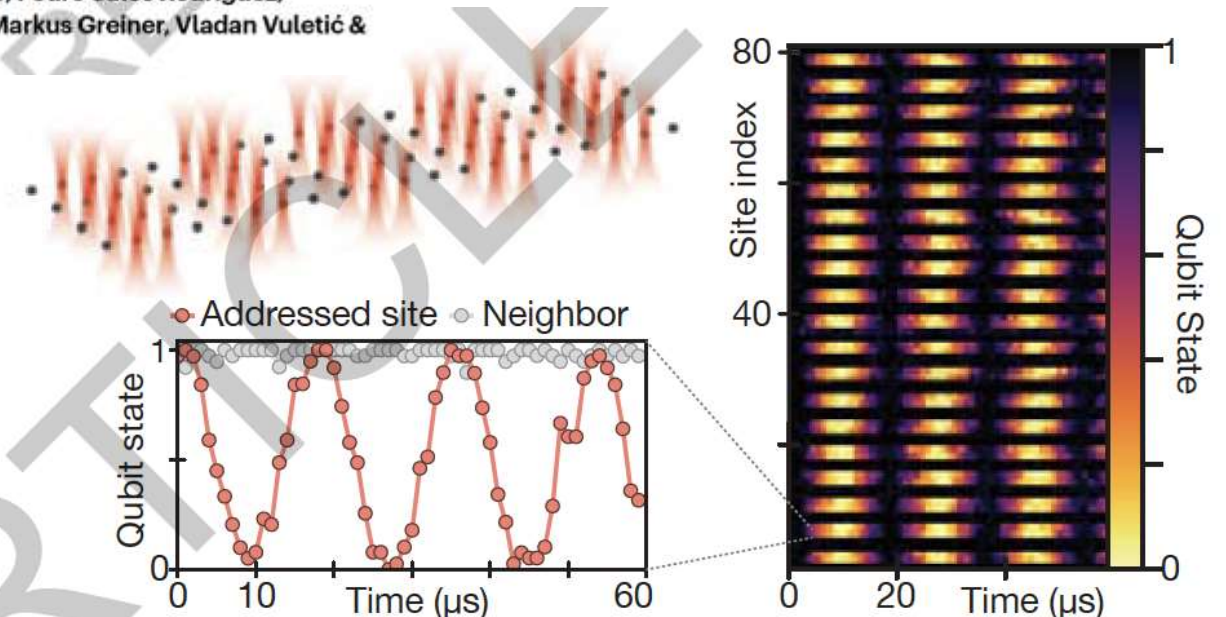 Markus Greiner, Vladan Vuletić &
Addressed site
Neighbor
1
0
Qubit state
0
10
Time (µs)
60
80
40
Site index
0
20
Time (µs)
1
0
Qubit State
RTICLE